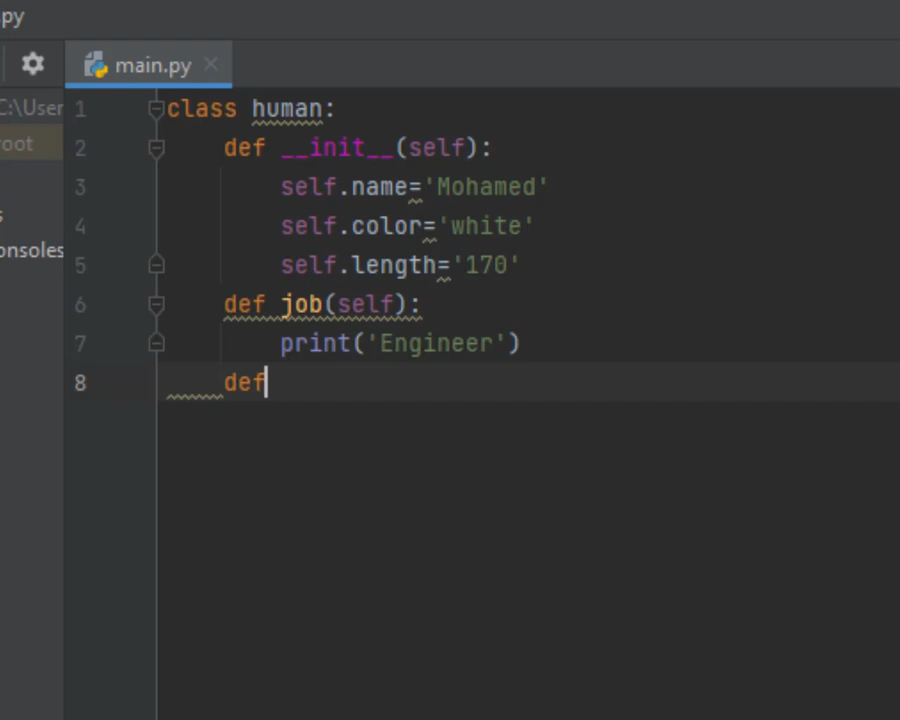 py
main.py
C:\User
oot
s
onsoles
1 class human:
2     def __init__(self):
3         self.name='Mohamed'
4         self.color='white'
5         self.length='170'
6     def job(self):
7         print('Engineer')
8     def